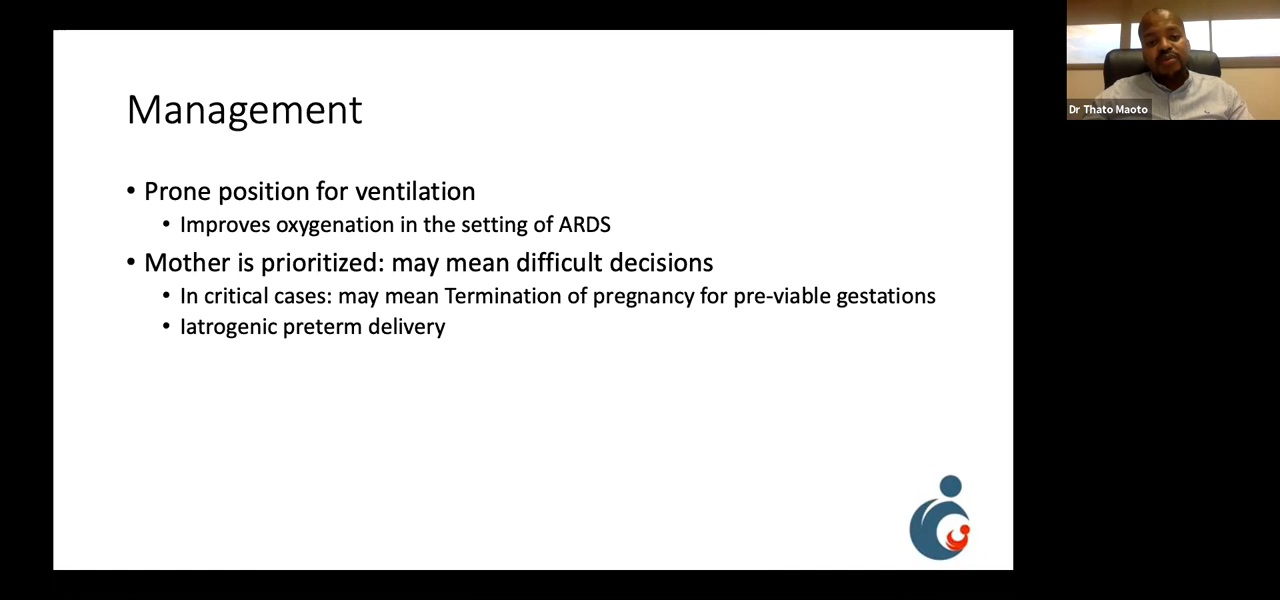 Management
• Prone position for ventilation
• Improves oxygenation in the setting of ARDS
• Mother is prioritized: may mean difficult decisions
• In critical cases: may mean Termination of pregnancy for pre-viable gestations
• Iatrogenic preterm delivery
Dr Thato Maoto